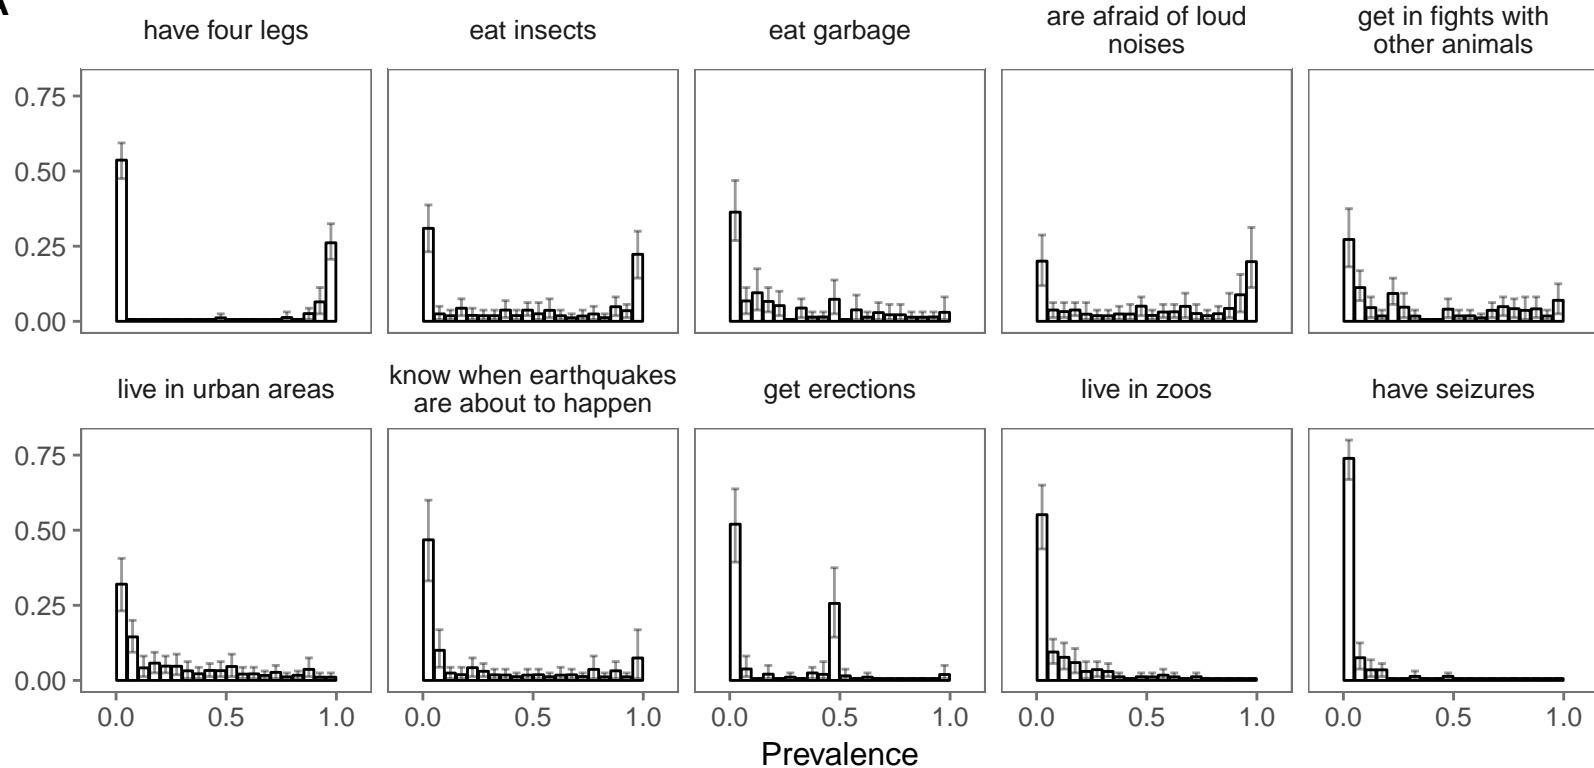 A
have four legs
eat insects
eat garbage
are afraid of loud
noises
get in fights with
other animals
0.75
0.50
0.25
0.00
live in urban areas
know when earthquakes
are about to happen
get erections
live in zoos
have seizures
0.75
0.50
0.25
0.00
0.0 0.5 1.0 0.0 0.5 1.0 0.0 0.5 1.0 0.0 0.5 1.0 0.0 0.5 1.0
Prevalence